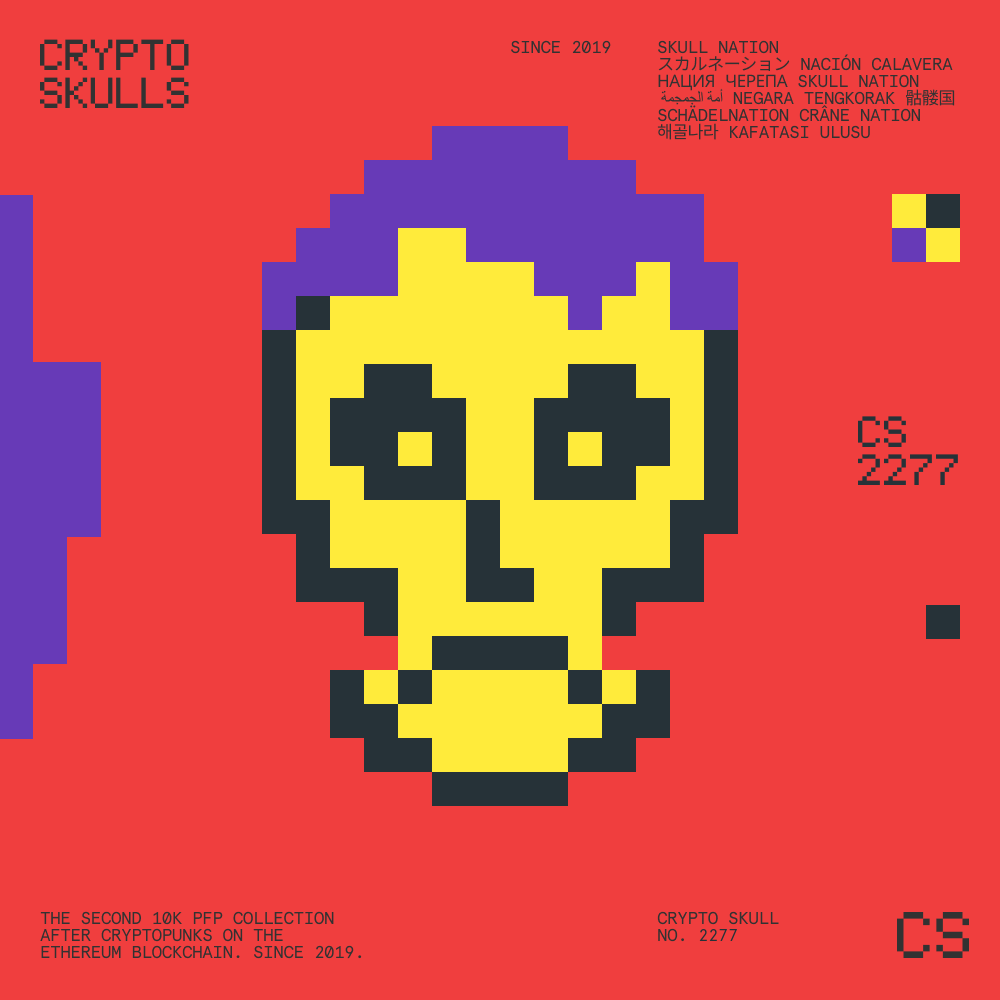 CRYPTO
SKULLS
SINCE 2019
SKULL NATION
スカルネーション NACIÓN CALAVERA
НАЦИЯ ЧЕРЕПА SKULL NATION
أمة الجمجمة NEGARA TENGKORAK 骷髅国
SCHÄDELNATION CRÂNE NATION
해골나라 KAFATASI ULUSU
CS
2277
THE SECOND 10K PFP COLLECTION
AFTER CRYPTOPUNKS ON THE
ETHEREUM BLOCKCHAIN. SINCE 2019.
CRYPTO SKULL
NO. 2277
CS